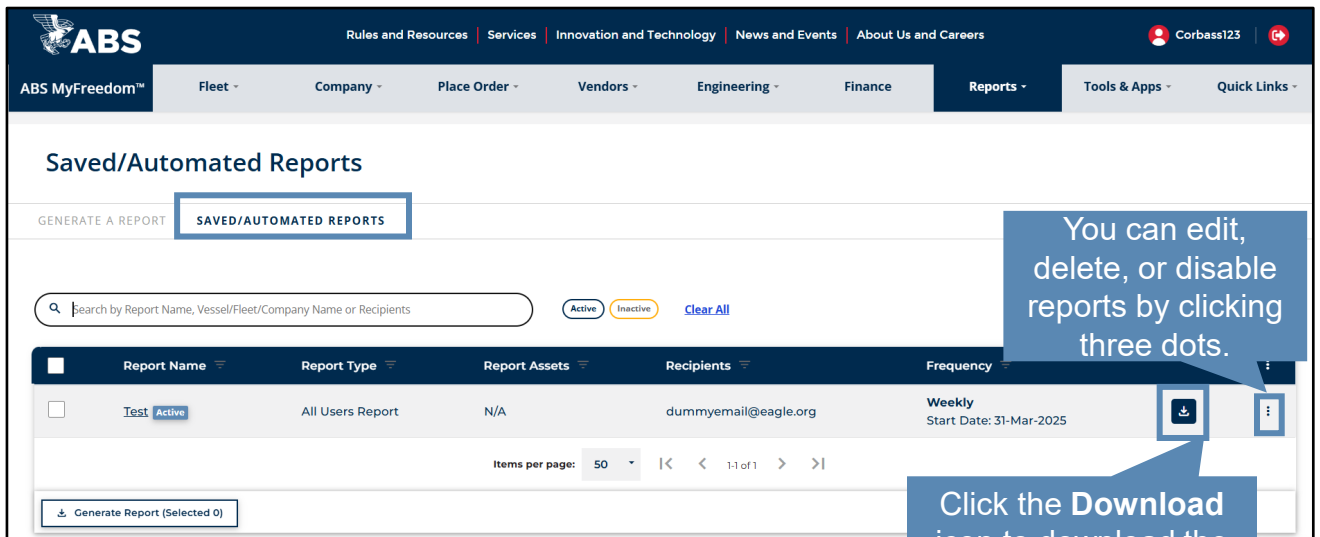 ABS
Rules and Resources | Services | Innovation and Technology | News and Events | About Us and Careers
Corbass123
ABS MyFreedom™
Fleet
Company
Place Order
Vendors
Engineering
Finance
Reports
Tools & Apps
Quick Links
Saved/Automated Reports
GENERATE A REPORT
SAVED/AUTOMATED REPORTS
You can edit,
delete, or disable
reports by clicking
three dots.
Search by Report Name, Vessel/Fleet/Company Name or Recipients
Active
Inactive
Clear All
Report Name
Report Type
Report Assets
Recipients
Frequency
Test Active
All Users Report
N/A
dummyemail@eagle.org
Weekly
Start Date: 31-Mar-2025
Items per page: 50
1-1 of 1
Generate Report (Selected 0)
Click the Download
icon to download the